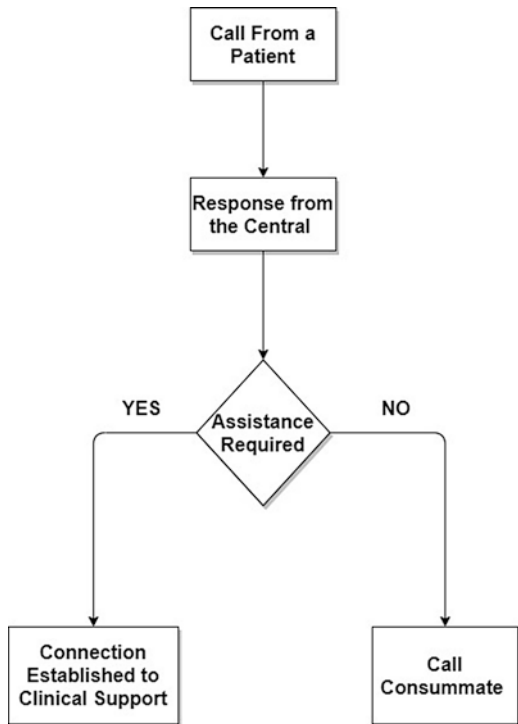 Call From a
Patient
Response from
the Central
YES
NO
Assistance
Required
Connection
Established to
Clinical Support
Call
Consummate